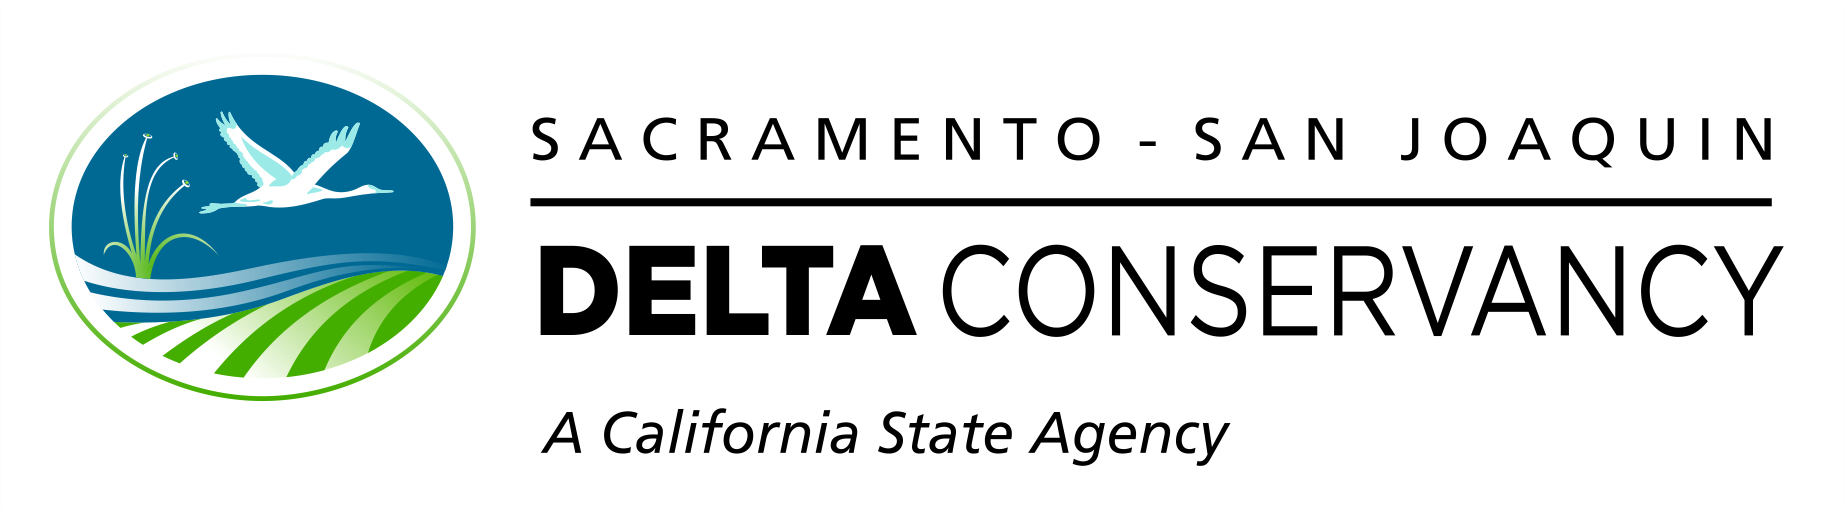 SACRAMENTO - SAN JOAQUIN
DELTA CONSERVANCY
A California State Agency